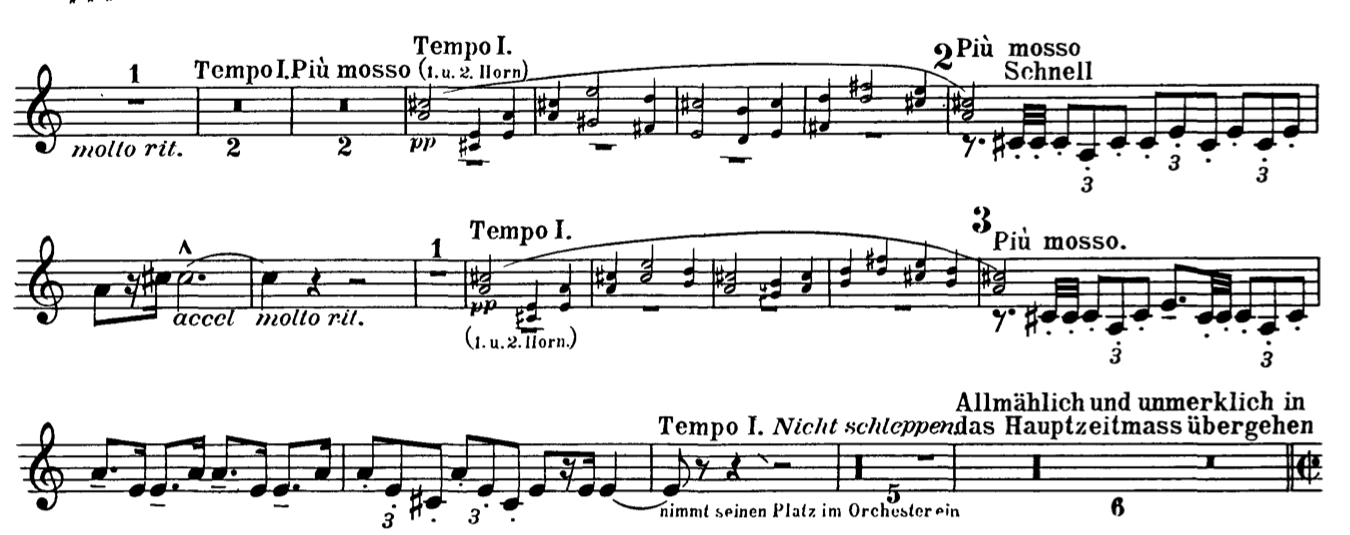 1 Tempo I. Più mosso Tempo I. (1. u. 2. Horn) 2 Più mosso Schnell
molto rit. 2 2 pp 3 3 3
1 Tempo I. 3 Più mosso.
accel molto rit. pp (1. u. 2. Horn.) 3 3
Tempo I. Nicht schleppen. Allmählich und unmerklich in das Hauptzeitmass übergehen
3 3 nimmt seinen Platz im Orchester ein 5 6